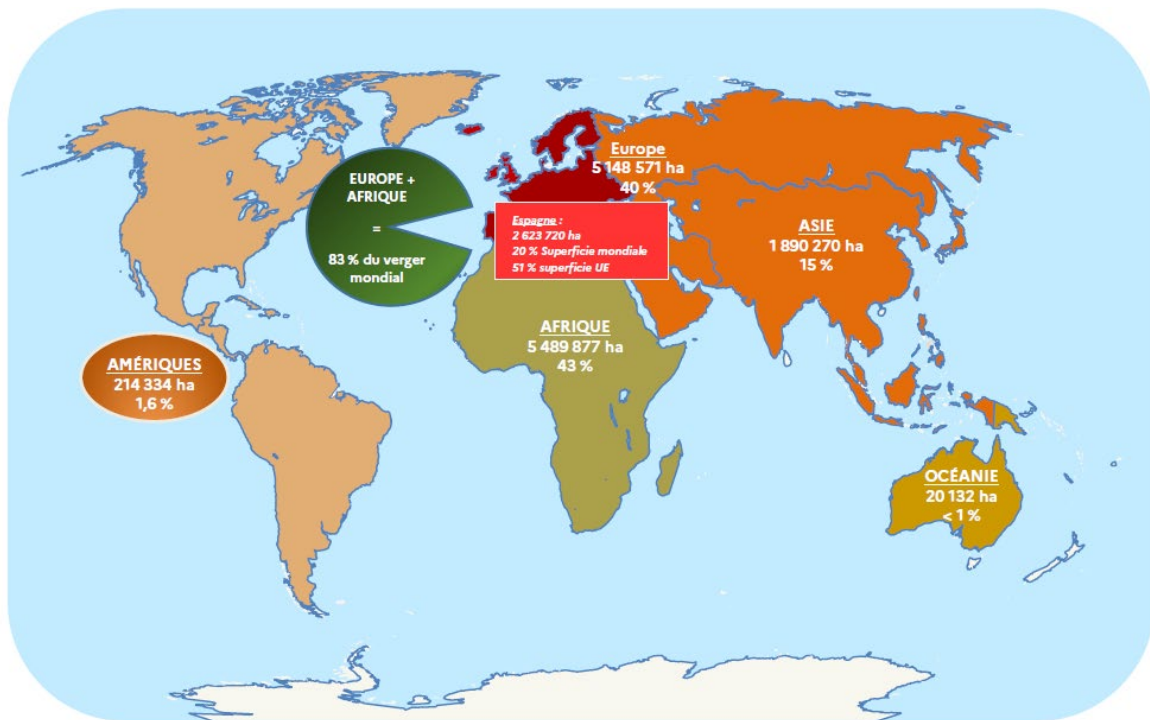 EUROPE +
AFRIQUE
=
83 % du verger
mondial
Europe
5 148 571 ha
40 %
Espagne :
2 623 720 ha
20 % Superficie mondiale
51 % superficie UE
ASIE
1 890 270 ha
15 %
AFRIQUE
5 489 877 ha
43 %
AMÉRIQUES
214 334 ha
1,6 %
OCÉANIE
20 132 ha
< 1 %